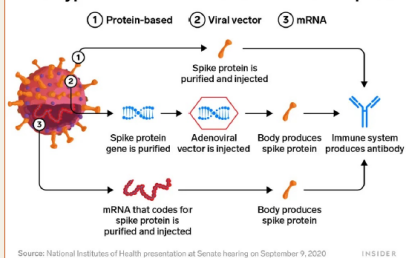 1 Protein-based 2 Viral vector 3 mRNA
1
2
3
Spike protein is
purified and injected
Spike protein
gene is purified
Adenoviral
vector is injected
Body produces
spike protein
Immune system
produces antibody
mRNA that codes for
spike protein is
purified and injected
Body produces
spike protein
Source: National Institutes of Health presentation at Senate hearing on September 9, 2020
INSIDER